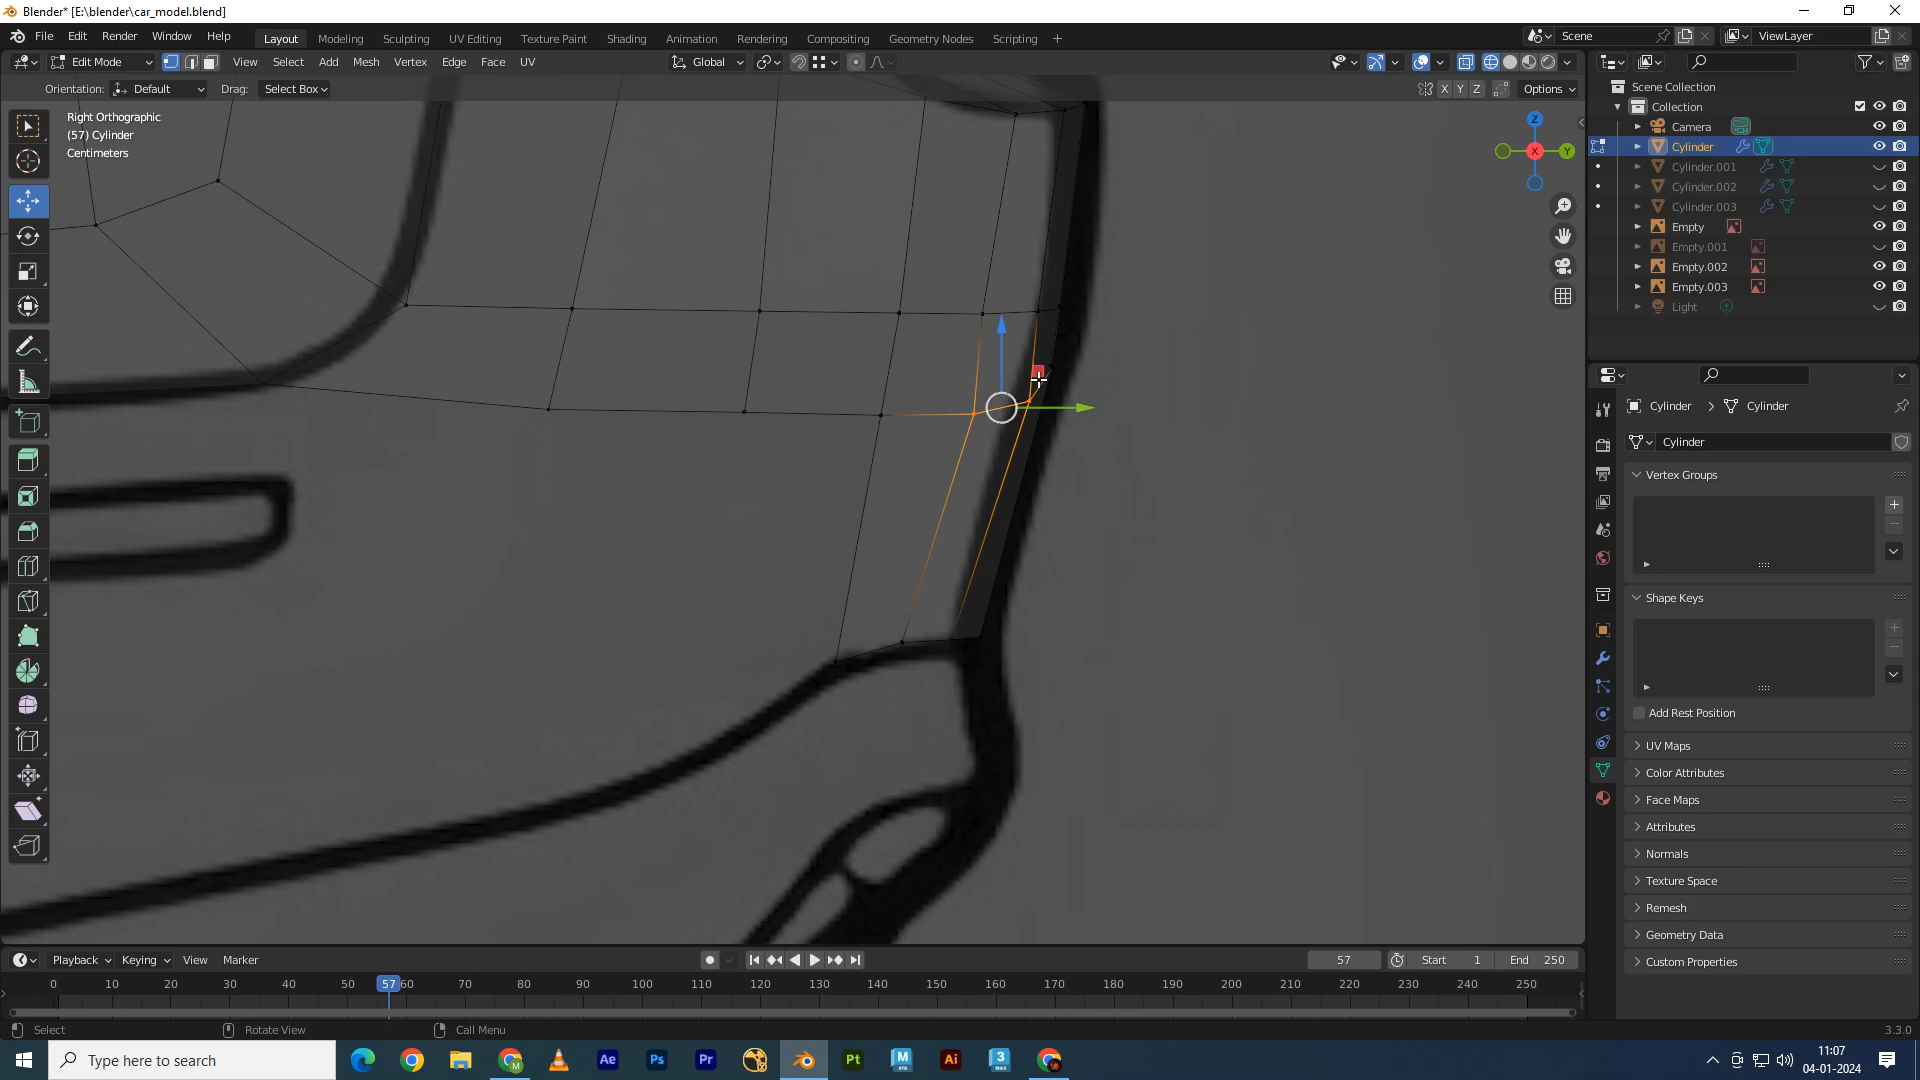 Blender* [E:\blender\car_model.blend]
File Edit Render Window Help
Layout Modeling Sculpting UV Editing Texture Paint Shading Animation Rendering Compositing Geometry Nodes Scripting +
Scene
ViewLayer
Edit Mode
View Select Add Mesh Vertex Edge Face UV
Global
Orientation: Default Drag: Select Box
X Y Z Options
Right Orthographic
(57) Cylinder
Centimeters
Z
X
Y
Scene Collection
Collection
Camera
Cylinder
Cylinder.001
Cylinder.002
Cylinder.003
Empty
Empty.001
Empty.002
Empty.003
Light
Cylinder > Cylinder
Cylinder
Vertex Groups
Shape Keys
Add Rest Position
UV Maps
Color Attributes
Face Maps
Attributes
Normals
Texture Space
Remesh
Geometry Data
Custom Properties
Playback Keying View Marker
57 Start 1 End 250
0 10 20 30 40 50 57 60 70 80 90 100 110 120 130 140 150 160 170 180 190 200 210 220 230 240 250
Select Rotate View Call Menu
3.3.0
Type here to search
Ae Ps Pr Pt M Ai 3
11:07
04-01-2024